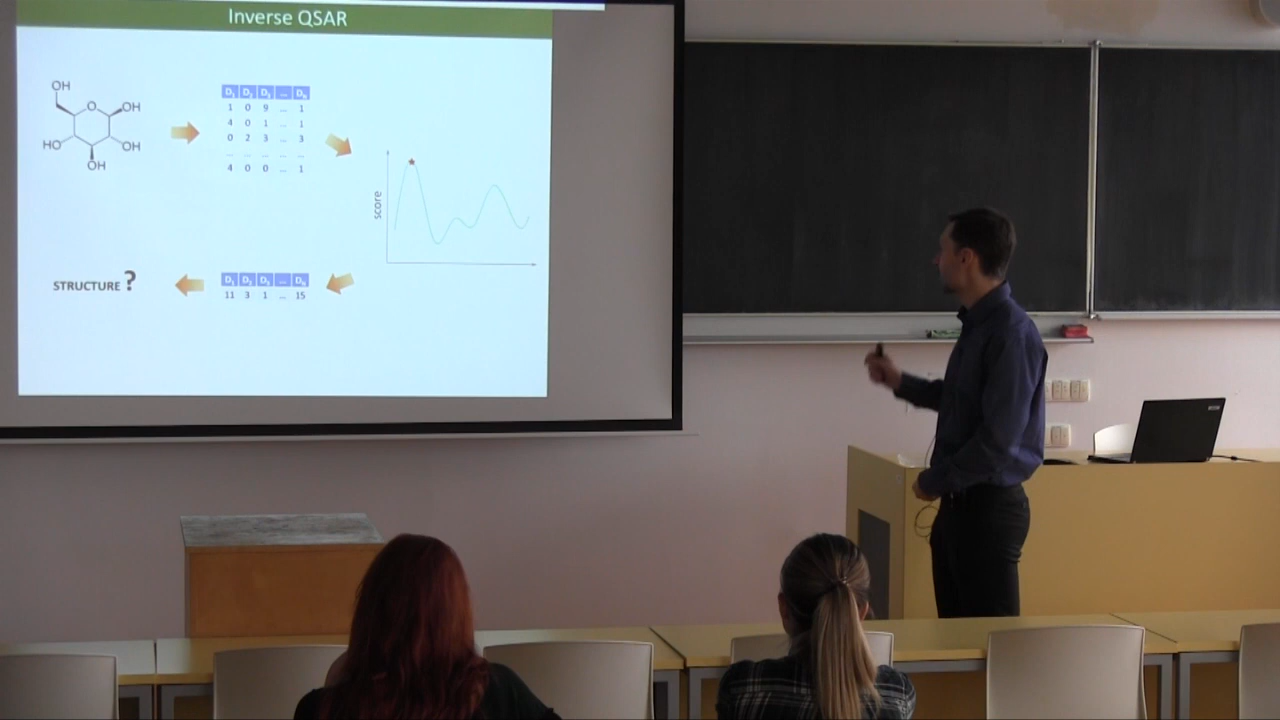 Inverse QSAR
OH
O
OH
HO
OH
OH
D1 D2 D3 ... Dn
1 0 9 ... 1
4 0 1 ... 1
0 2 3 ... 3
... ... ... ...
4 0 0 ... 1
score
STRUCTURE ?
D1 D2 D3 ... Dn
11 3 1 ... 15